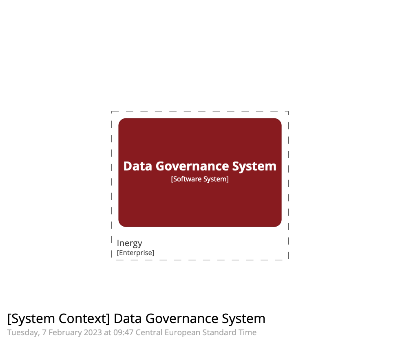 Data Governance System
[Software System]
Inergy
[Enterprise]
[System Context] Data Governance System
Tuesday, 7 February 2023 at 09:47 Central European Standard Time